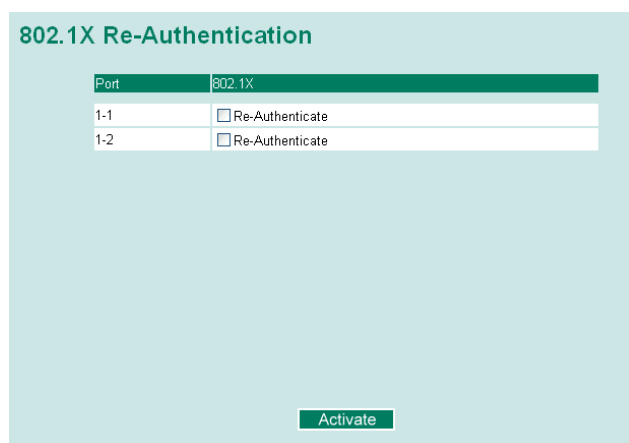 802.1X Re-Authentication
Port 802.1X
1-1 Re-Authenticate
1-2 Re-Authenticate
Activate